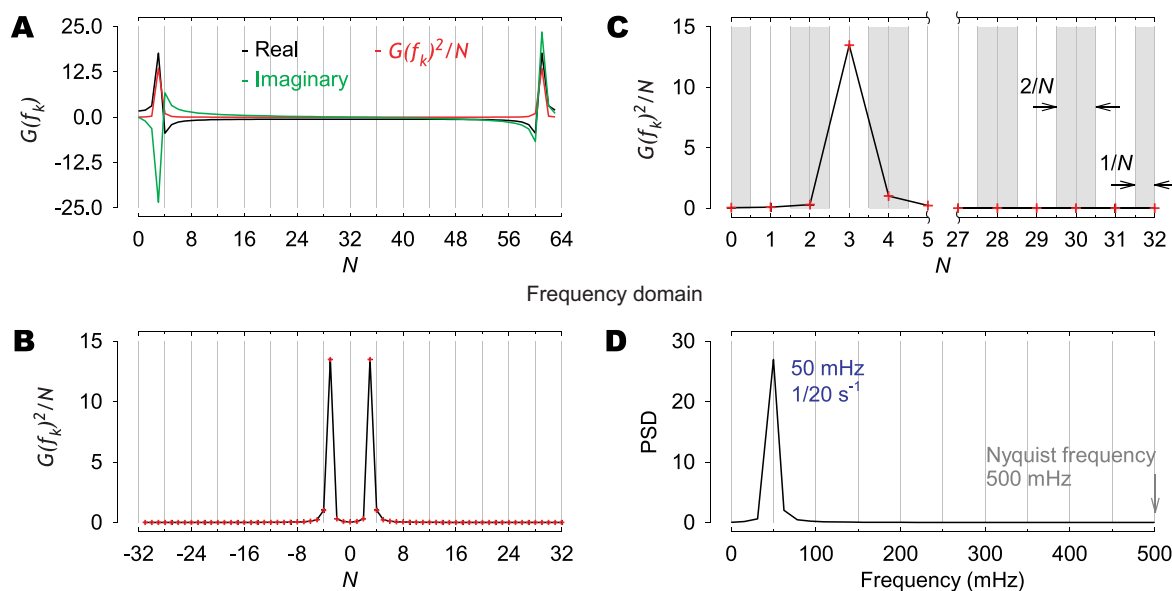 A
25.0
12.5
0.0
-12.5
-25.0
G(fk)
Real
Imaginary
G(fk)²/N
0 8 16 24 32 40 48 56 64
N
C
15
10
5
0
G(fk)²/N
2/N
1/N
0 1 2 3 4 5 27 28 29 30 31 32
N
Frequency domain
B
15
10
5
0
G(fk)²/N
-32 -24 -16 -8 0 8 16 24 32
N
D
30
20
10
0
PSD
50 mHz
1/20 s⁻¹
Nyquist frequency
500 mHz
0 100 200 300 400 500
Frequency (mHz)